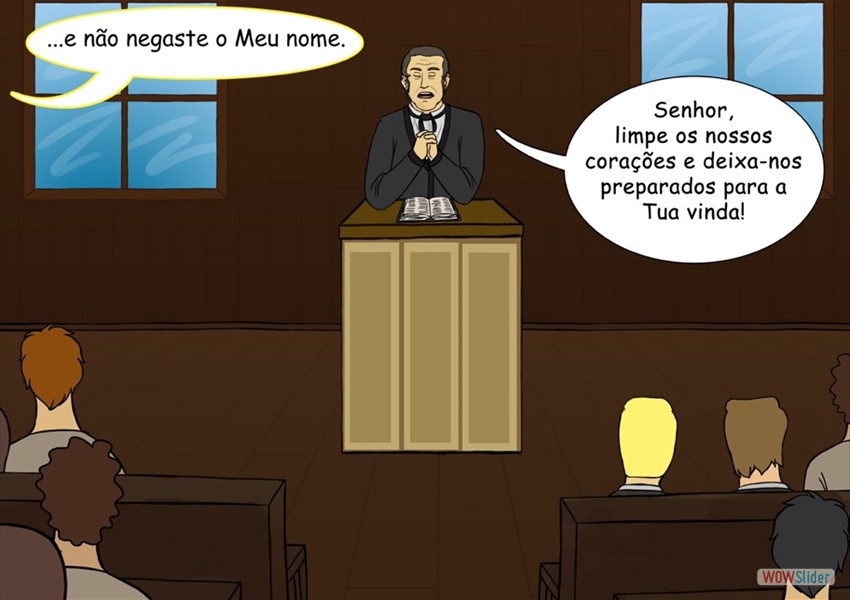 ...e não negaste o Meu nome.
Senhor,
limpe os nossos
corações e deixa-nos
preparados para a
Tua vinda!
WOWSlider